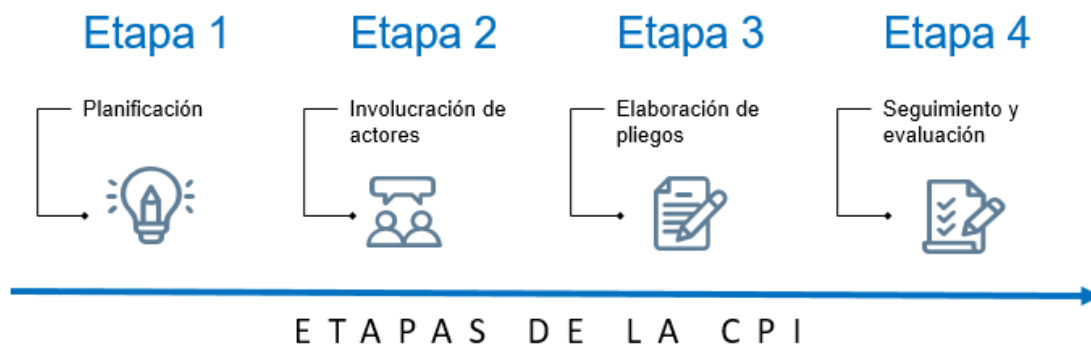 Etapa 1
Planificación
Etapa 2
Involucración de
actores
Etapa 3
Elaboración de
pliegos
Etapa 4
Seguimiento y
evaluación
ETAPAS DE LA CPI